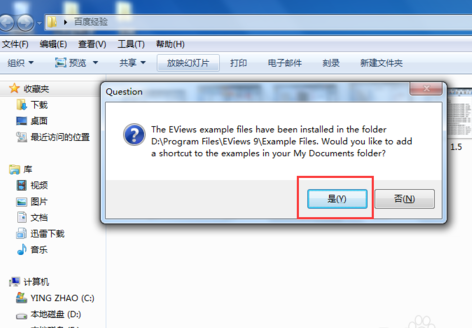 百度经验
文件(F) 编辑(E) 查看(V) 工具(T) 帮助(H)
组织 预览 共享 放映幻灯片 打印 电子邮件 刻录 新建文件夹
收藏夹
下载
桌面
最近访问的位置
库
视频
图片
文档
迅雷下载
音乐
计算机
YING ZHAO (C:)
本地磁盘 (D:)
Question
The EViews example files have been installed in the folder
D:\Program Files\EViews 9\Example Files. Would you like to add
a shortcut to the examples in your My Documents folder?
是(Y) 否(N)
1.5